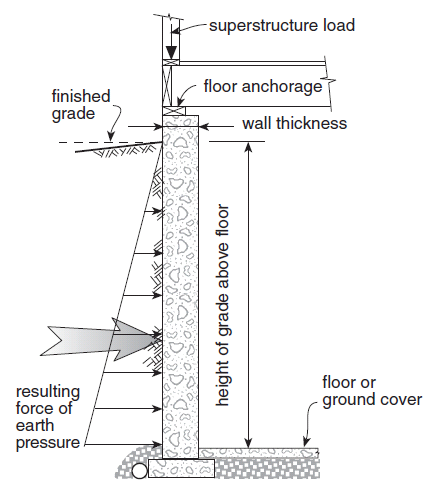 superstructure load
finished
grade
floor anchorage
wall thickness
height of grade above floor
resulting
force of
earth
pressure
floor or
ground cover